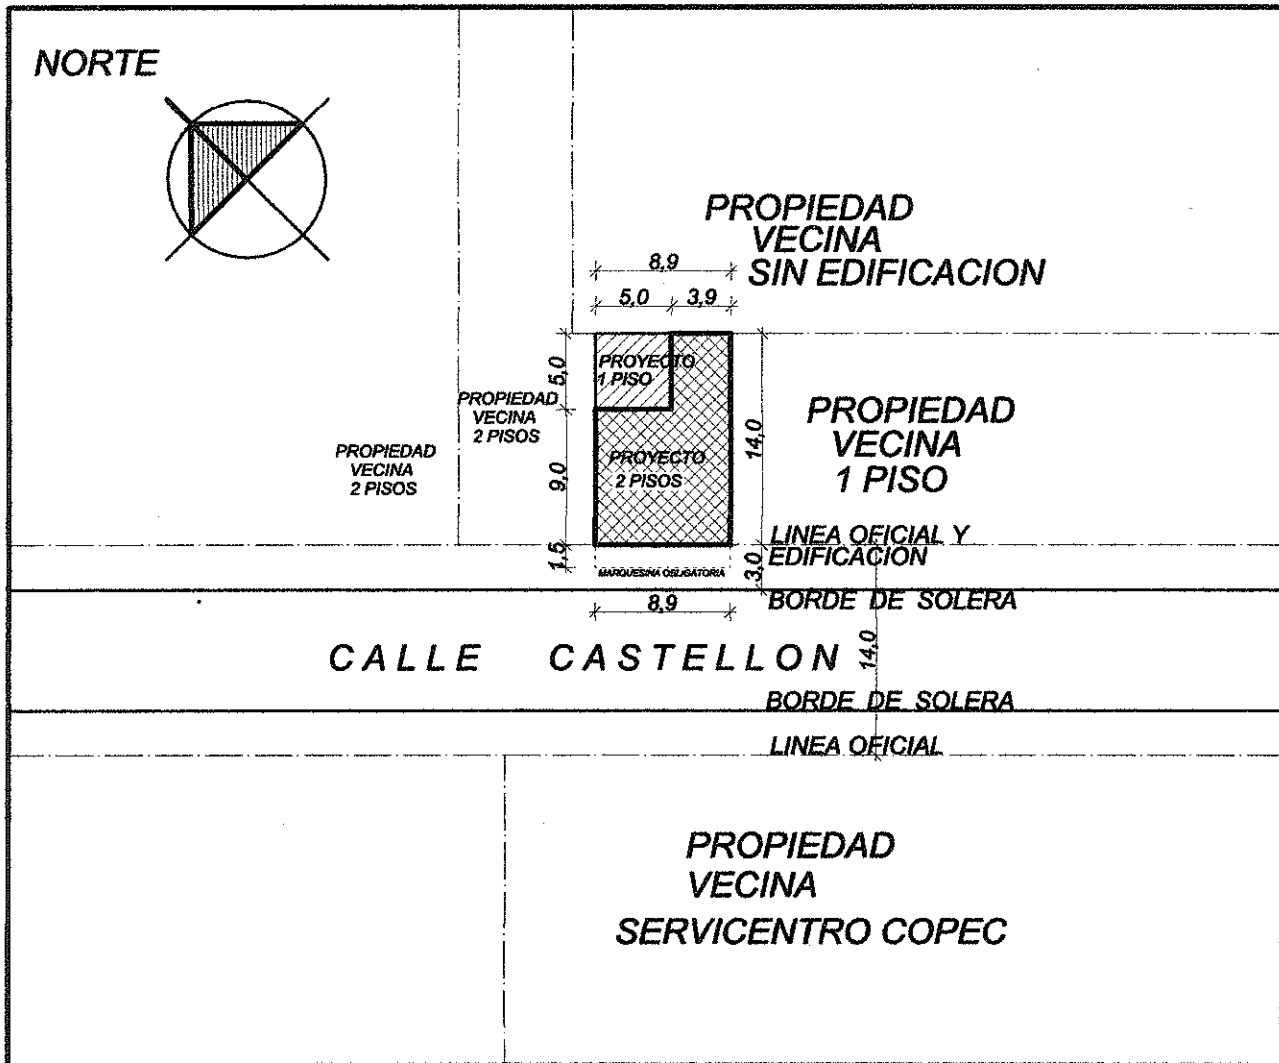 NORTE
PROPIEDAD
VECINA
SIN EDIFICACION
8,9
5,0
3,9
5,0
PROYECTO
1 PISO
PROPIEDAD
VECINA
2 PISOS
PROPIEDAD
VECINA
2 PISOS
9,0
PROYECTO
2 PISOS
14,0
PROPIEDAD
VECINA
1 PISO
LINEA OFICIAL Y
EDIFICACION
1,5
MARQUESINA OBLIGATORIA
3,0
8,9
BORDE DE SOLERA
CALLE CASTELLON
14,0
BORDE DE SOLERA
LINEA OFICIAL
PROPIEDAD
VECINA
SERVICENTRO COPEC